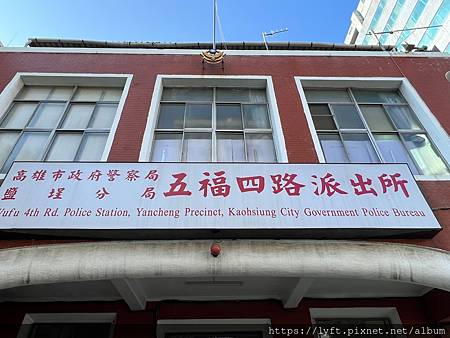 高雄市政府警察局
鹽埕分局
五福四路派出所
Wufu 4th Rd. Police Station, Yancheng Precinct, Kaohsiung City Government Police Bureau
https://lyft.pixnet.net/album